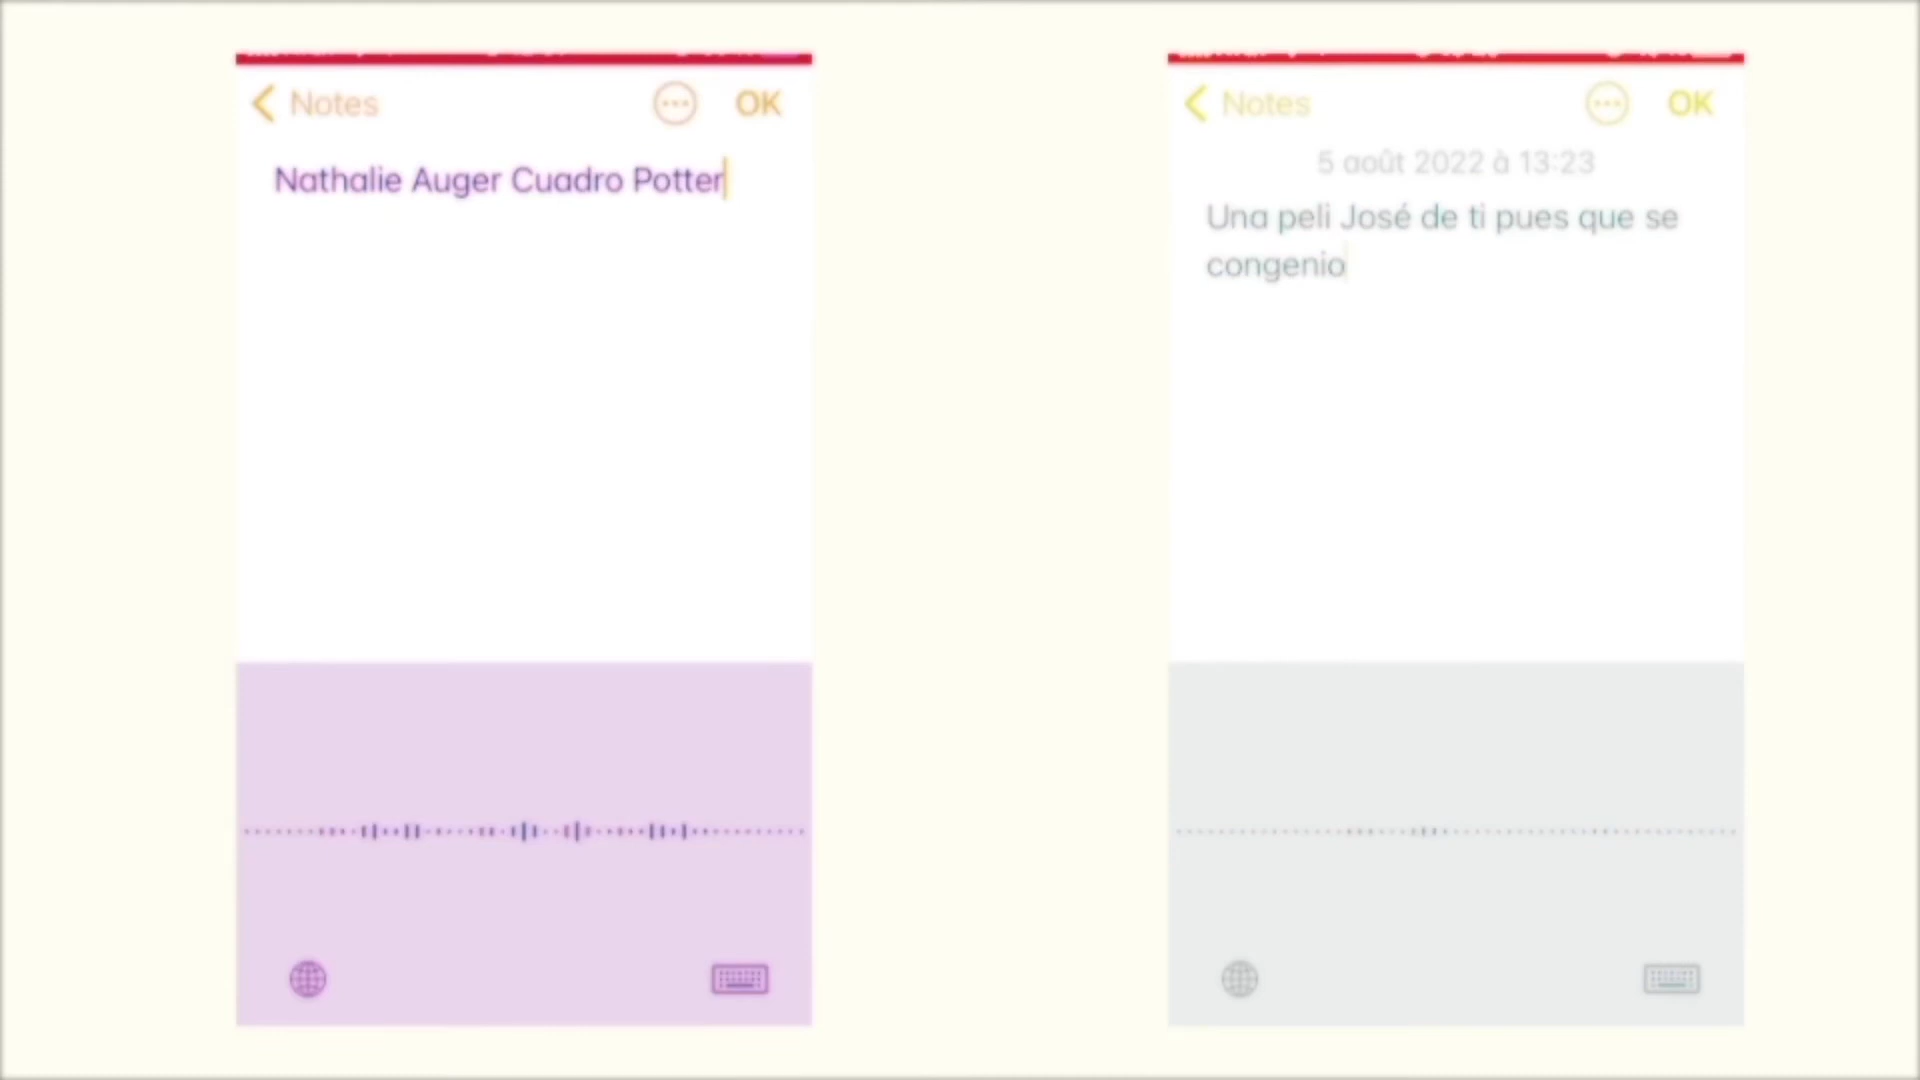 Notes
OK
Nathalie Auger Cuadro Potter
Notes
OK
5 août 2022 à 13:23
Una peli José de ti pues que se
congenio